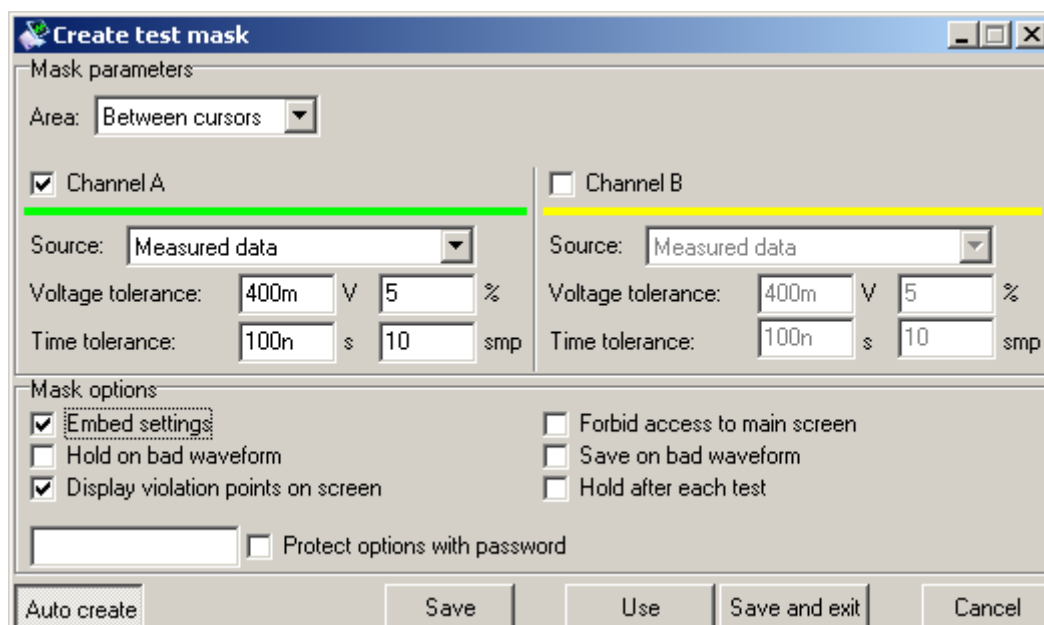 Create test mask
Mask parameters
Area: Between cursors
Channel A
Source: Measured data
Voltage tolerance: 400m V 5 %
Time tolerance: 100n s 10 smp
Channel B
Source: Measured data
Voltage tolerance: 400m V 5 %
Time tolerance: 100n s 10 smp
Mask options
Embed settings
Hold on bad waveform
Display violation points on screen
Forbid access to main screen
Save on bad waveform
Hold after each test
Protect options with password
Auto create Save Use Save and exit Cancel